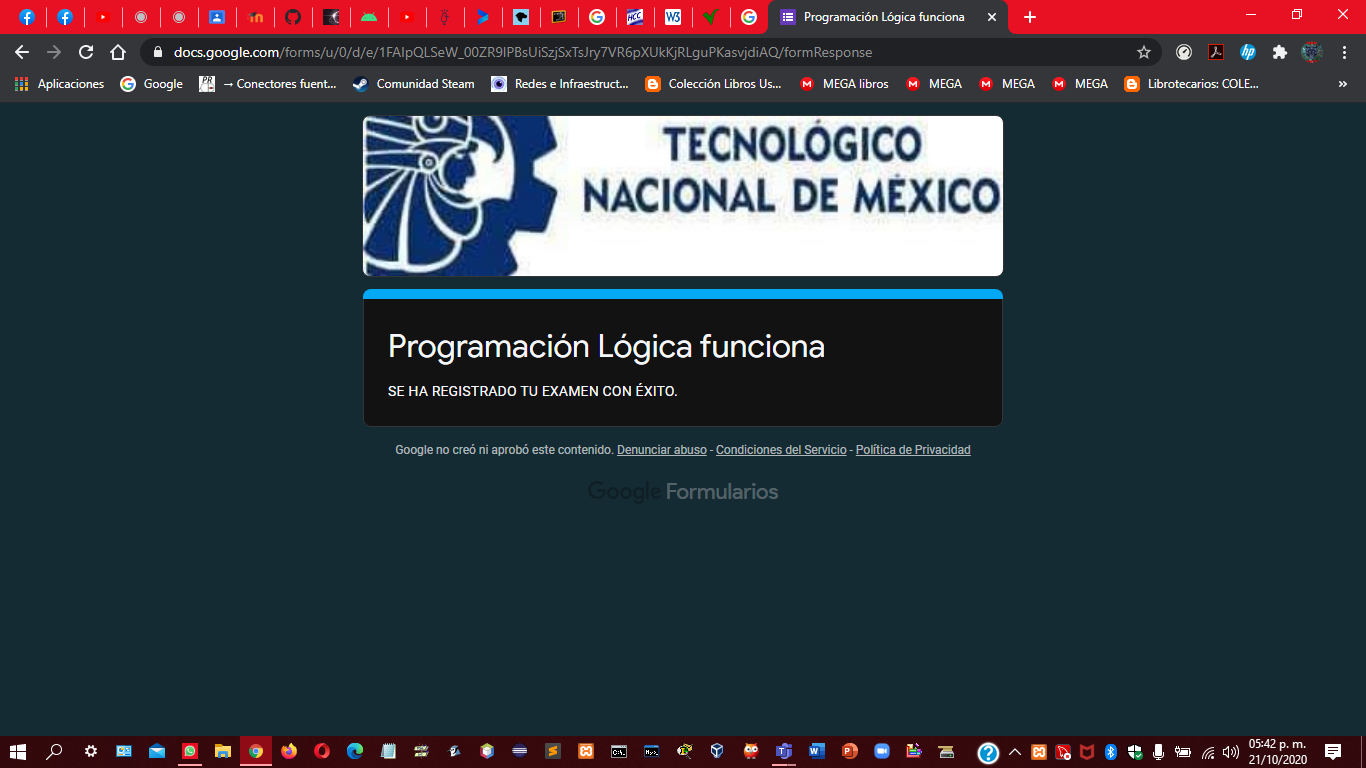 Programación Lógica funciona
docs.google.com/forms/u/0/d/e/1FAIpQLSeW_00ZR9lPBsUiSzjSxTsJry7VR6pXUkKjRLguPKasvjdiAQ/formResponse
Aplicaciones Google → Conectores fuent... Comunidad Steam Redes e Infraestruct... Colección Libros Us... MEGA libros MEGA MEGA MEGA Librotecarios: COLE... »
TECNOLÓGICO
NACIONAL DE MÉXICO
Programación Lógica funciona
SE HA REGISTRADO TU EXAMEN CON ÉXITO.
Google no creó ni aprobó este contenido. Denunciar abuso - Condiciones del Servicio - Política de Privacidad
Google Formularios
05:42 p. m.
21/10/2020